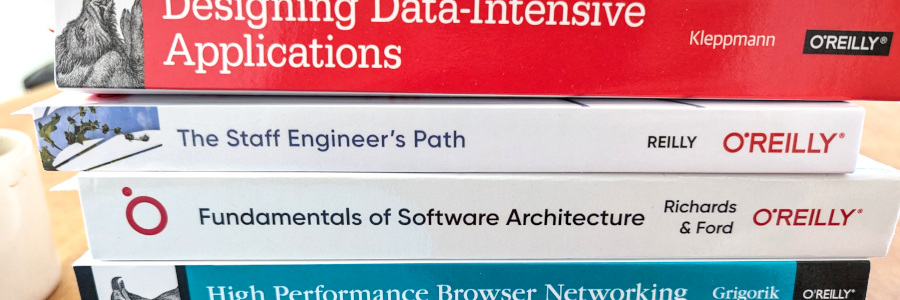 Designing Data-Intensive
Applications
Kleppmann
O'REILLY®
The Staff Engineer's Path
REILLY
O'REILLY®
Fundamentals of Software Architecture
Richards
& Ford
O'REILLY®
High Performance Browser Networking
Grigorik
O'REILLY®